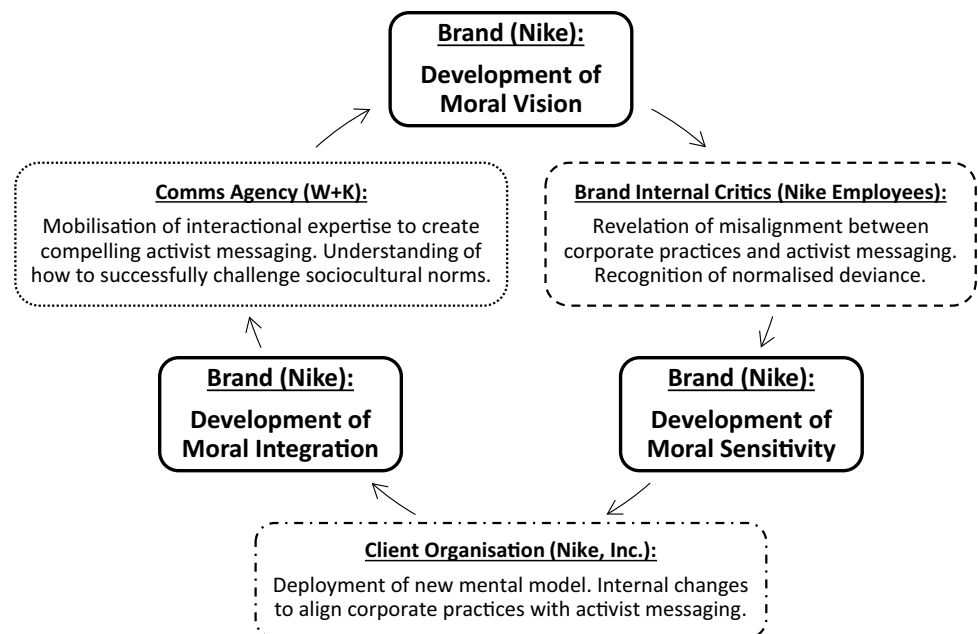 Brand (Nike):
Development of
Moral Vision
Comms Agency (W+K):
Mobilisation of interactional expertise to create
compelling activist messaging. Understanding of
how to successfully challenge sociocultural norms.
Brand Internal Critics (Nike Employees):
Revelation of misalignment between
corporate practices and activist messaging.
Recognition of normalised deviance.
Brand (Nike):
Development of
Moral Integration
Brand (Nike):
Development of
Moral Sensitivity
Client Organisation (Nike, Inc.):
Deployment of new mental model. Internal changes
to align corporate practices with activist messaging.